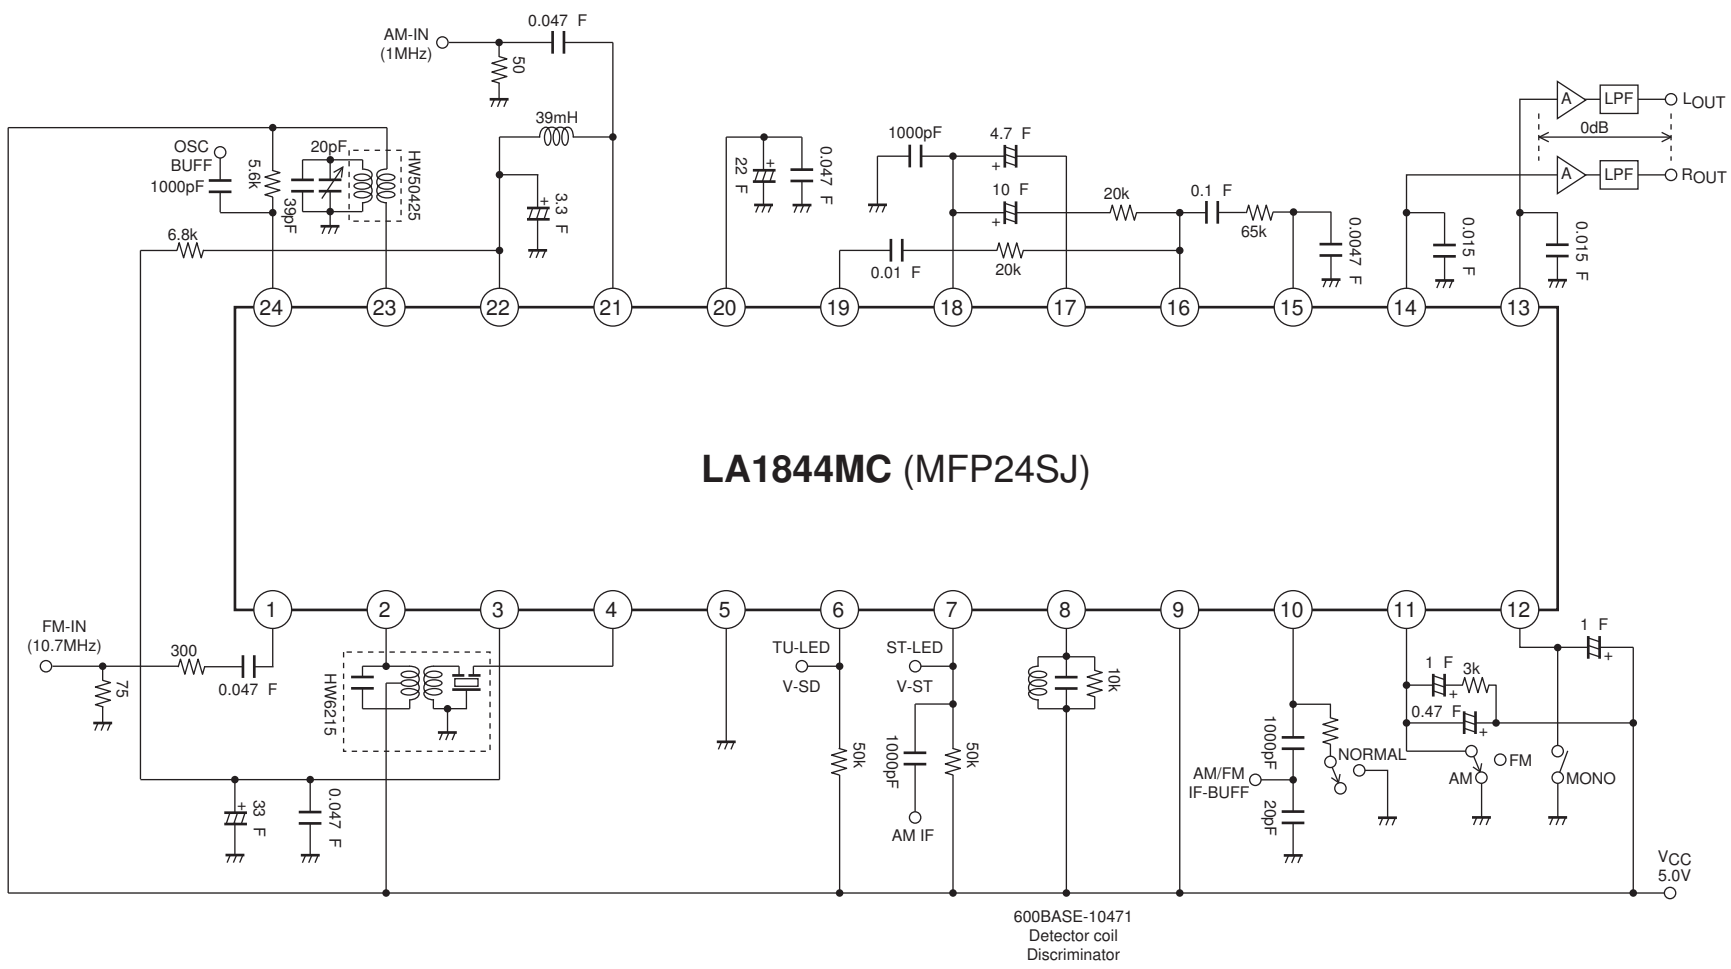 0.047 F
AM-IN
(1MHz)
50
39mH
OSC
BUFF
1000pF
5.6k
20pF
39pF
HW50425
3.3 F
6.8k
22 F
0.047 F
1000pF
4.7 F
10 F
20k
0.1 F
65k
0.0047 F
0.01 F
20k
0.015 F
0.015 F
A
LPF
LOUT
0dB
A
LPF
ROUT
24
23
22
21
20
19
18
17
16
15
14
13
LA1844MC (MFP24SJ)
1
2
3
4
5
6
7
8
9
10
11
12
FM-IN
(10.7MHz)
300
0.047 F
75
HW6215
33 F
0.047 F
TU-LED
V-SD
50k
ST-LED
V-ST
1000pF
50k
AM IF
10k
1000pF
AM/FM
IF-BUFF
20pF
NORMAL
1 F
3k
0.47 F
AM
FM
MONO
1 F
VCC
5.0V
600BASE-10471
Detector coil
Discriminator